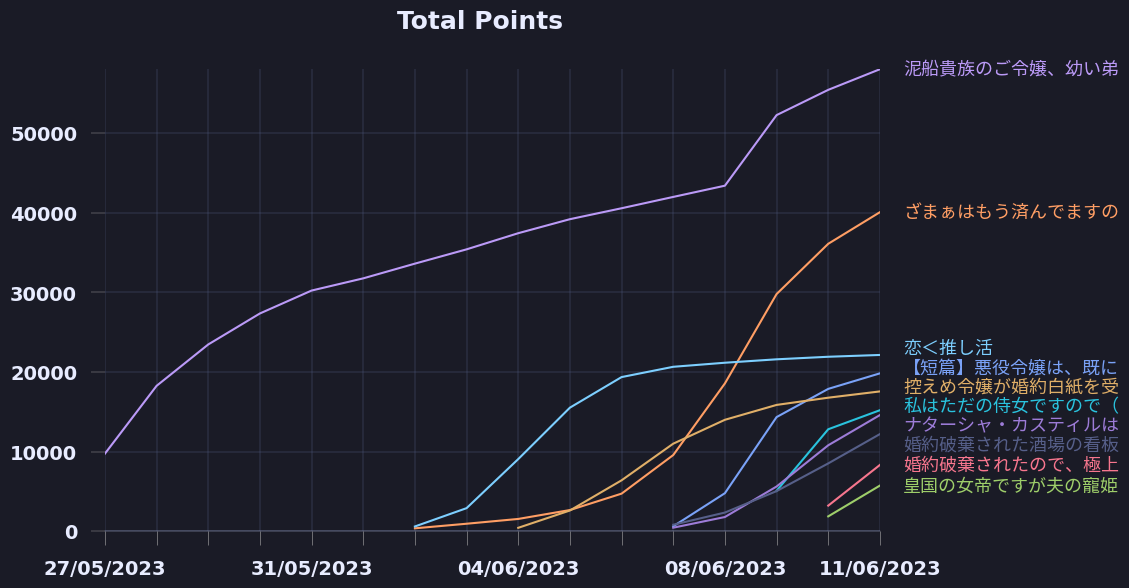 Total Points
泥船貴族のご令嬢、幼い弟
50000
40000
ざまぁはもう済んでますの
30000
恋＜推し活
20000
【短篇】悪役令嬢は、既に
控えめ令嬢が婚約白紙を受
私はただの侍女ですので（
ナターシャ・カスティルは
10000
婚約破棄された酒場の看板
婚約破棄されたので、極上
皇国の女帝ですが夫の寵姫
0
27/05/2023
31/05/2023
04/06/2023
08/06/2023
11/06/2023